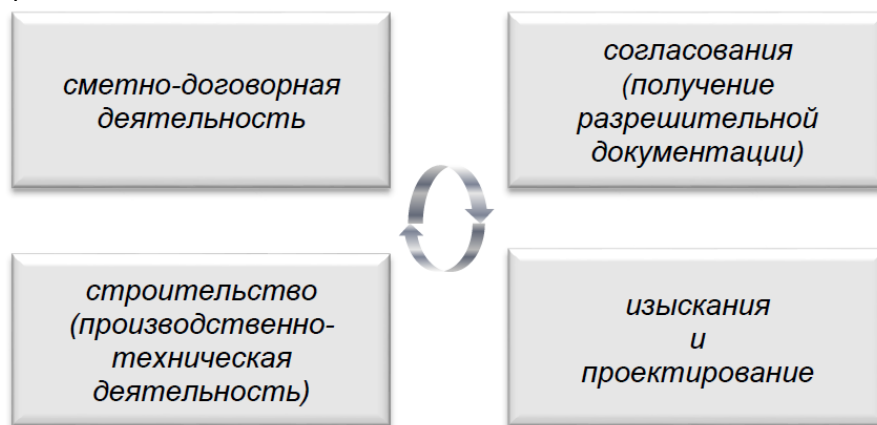 сметно-договорная
деятельность
согласования
(получение
разрешительной
документации)
строительство
(производственно-
техническая
деятельность)
изыскания
и
проектирование